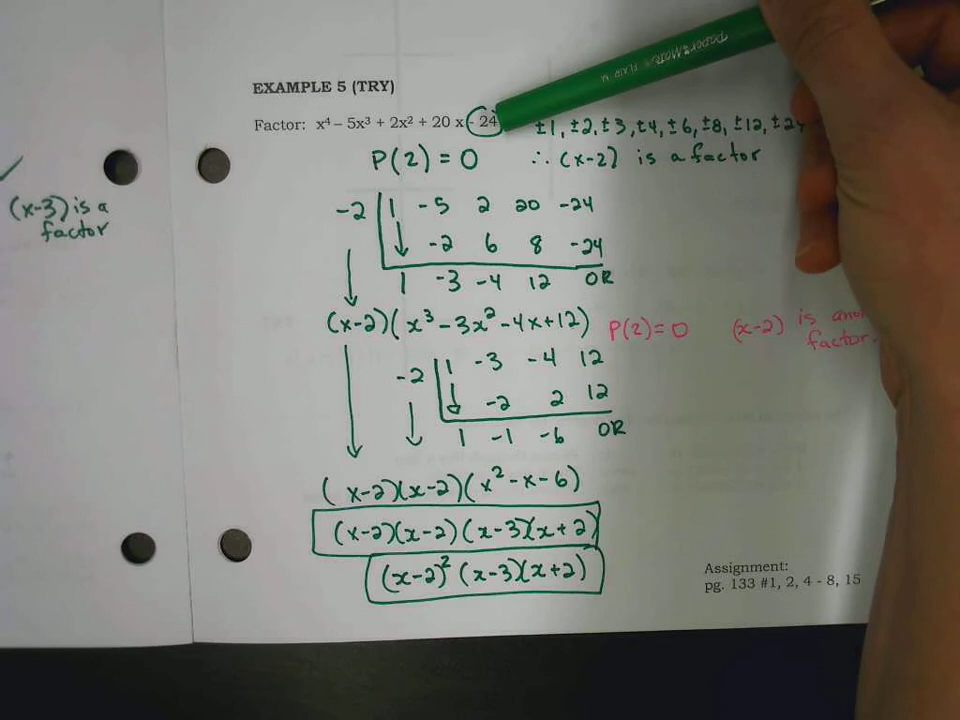 PaperMate FLAIR M
EXAMPLE 5 (TRY)
Factor: x⁴ – 5x³ + 2x² + 20 x - 24
±1, ±2, ±3, ±4, ±6, ±8, ±12, ±24
P(2) = 0 ∴ (x-2) is a factor
(x-3) is a
factor
-2 | 1 -5 2 20 -24
↓ -2 6 8 -24
1 -3 -4 12 0R
(x-2)(x³ -3x² -4x+12)
P(2)=0 (x-2) is
factor.
-2 | 1 -3 -4 12
↓ -2 2 12
1 -1 -6 0R
(x-2)(x-2)(x² -x-6)
(x-2)(x-2)(x-3)(x+2)
(x-2)² (x-3)(x+2)
Assignment:
pg. 133 #1, 2, 4 - 8, 15